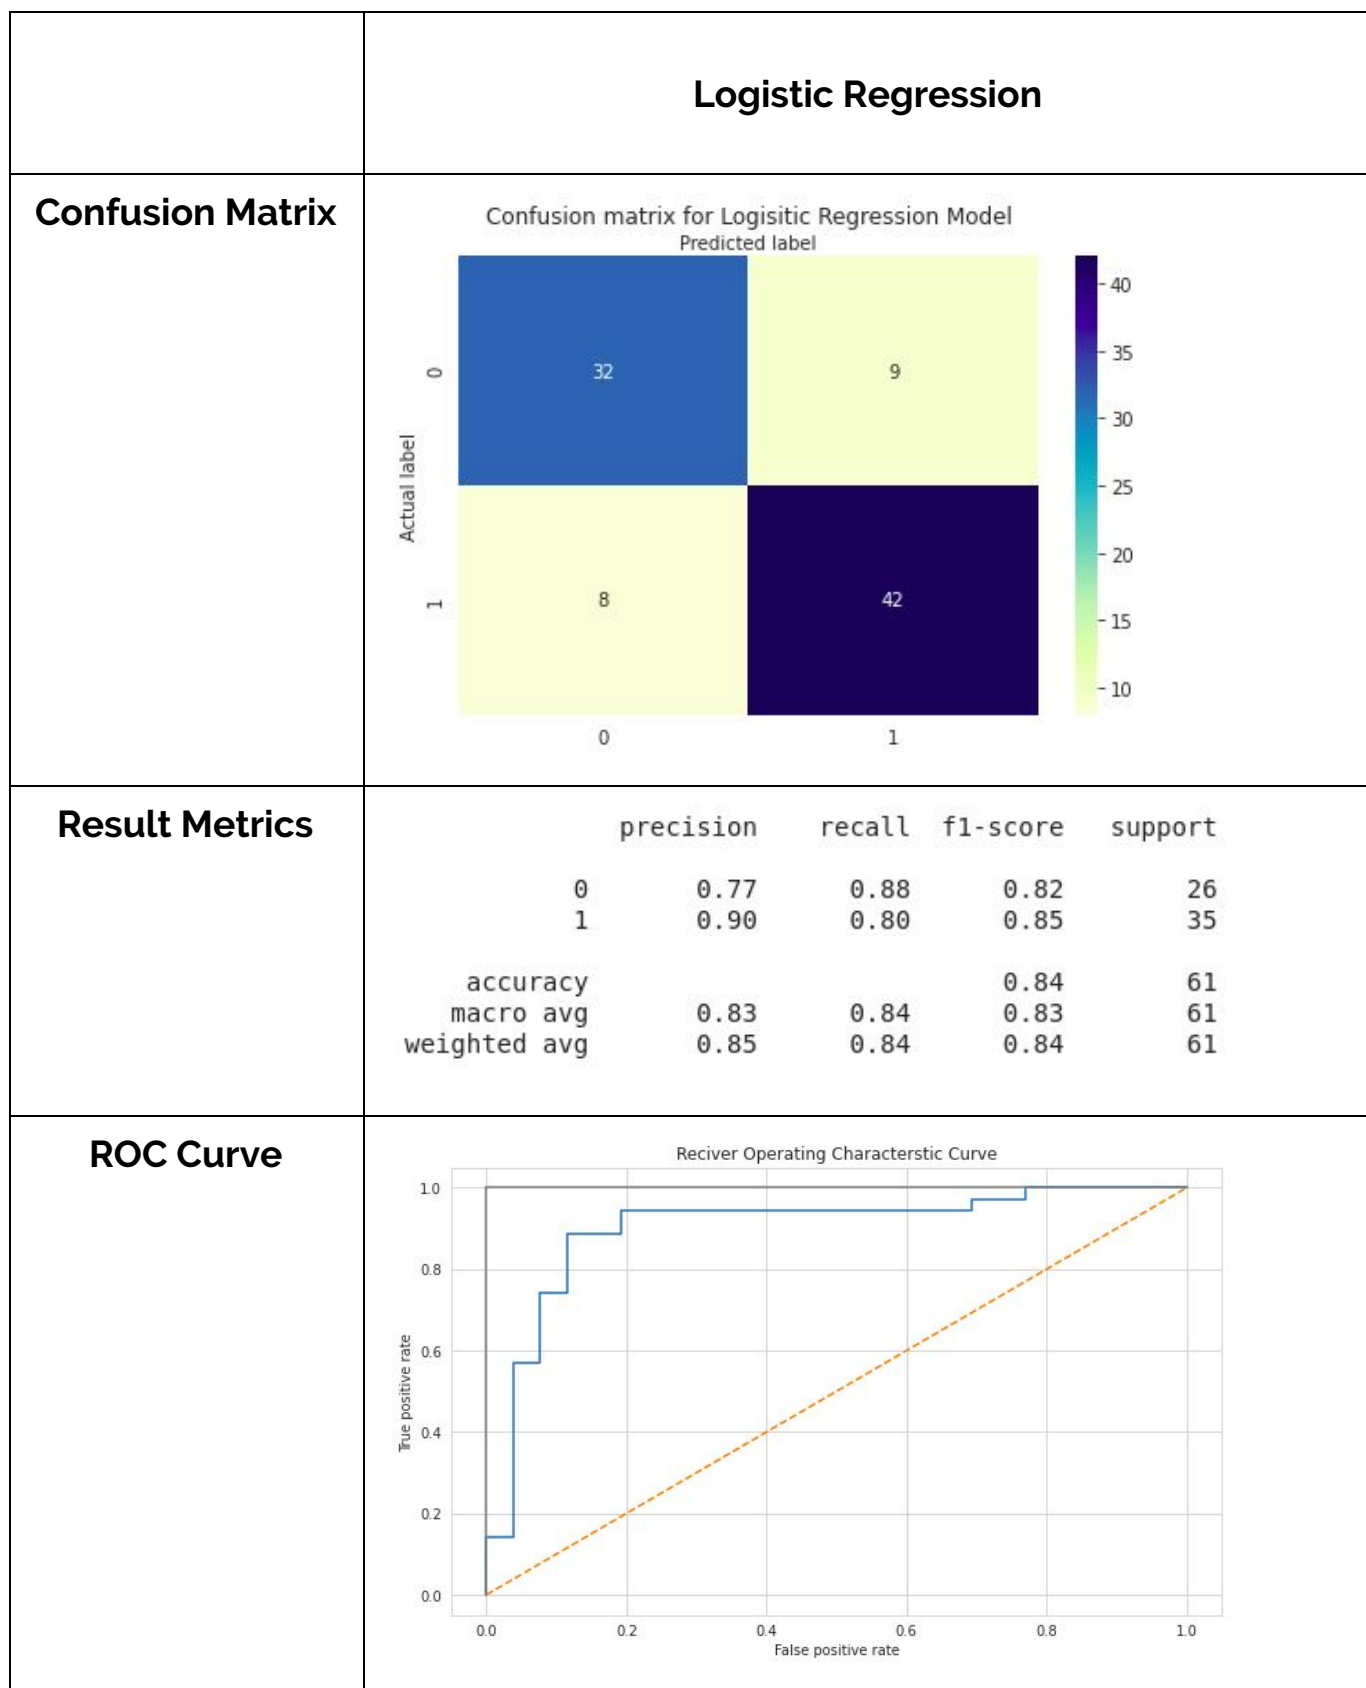 Logistic Regression
Confusion Matrix
Confusion matrix for Logisitic Regression Model
Predicted label
40
35
30
25
20
15
10
Actual label
0
32
9
1
8
42
0 1
Result Metrics
precision recall f1-score support
0 0.77 0.88 0.82 26
1 0.90 0.80 0.85 35
accuracy 0.84 61
macro avg 0.83 0.84 0.83 61
weighted avg 0.85 0.84 0.84 61
ROC Curve
Reciver Operating Characterstic Curve
True positive rate
1.0
0.8
0.6
0.4
0.2
0.0
0.0 0.2 0.4 0.6 0.8 1.0
False positive rate